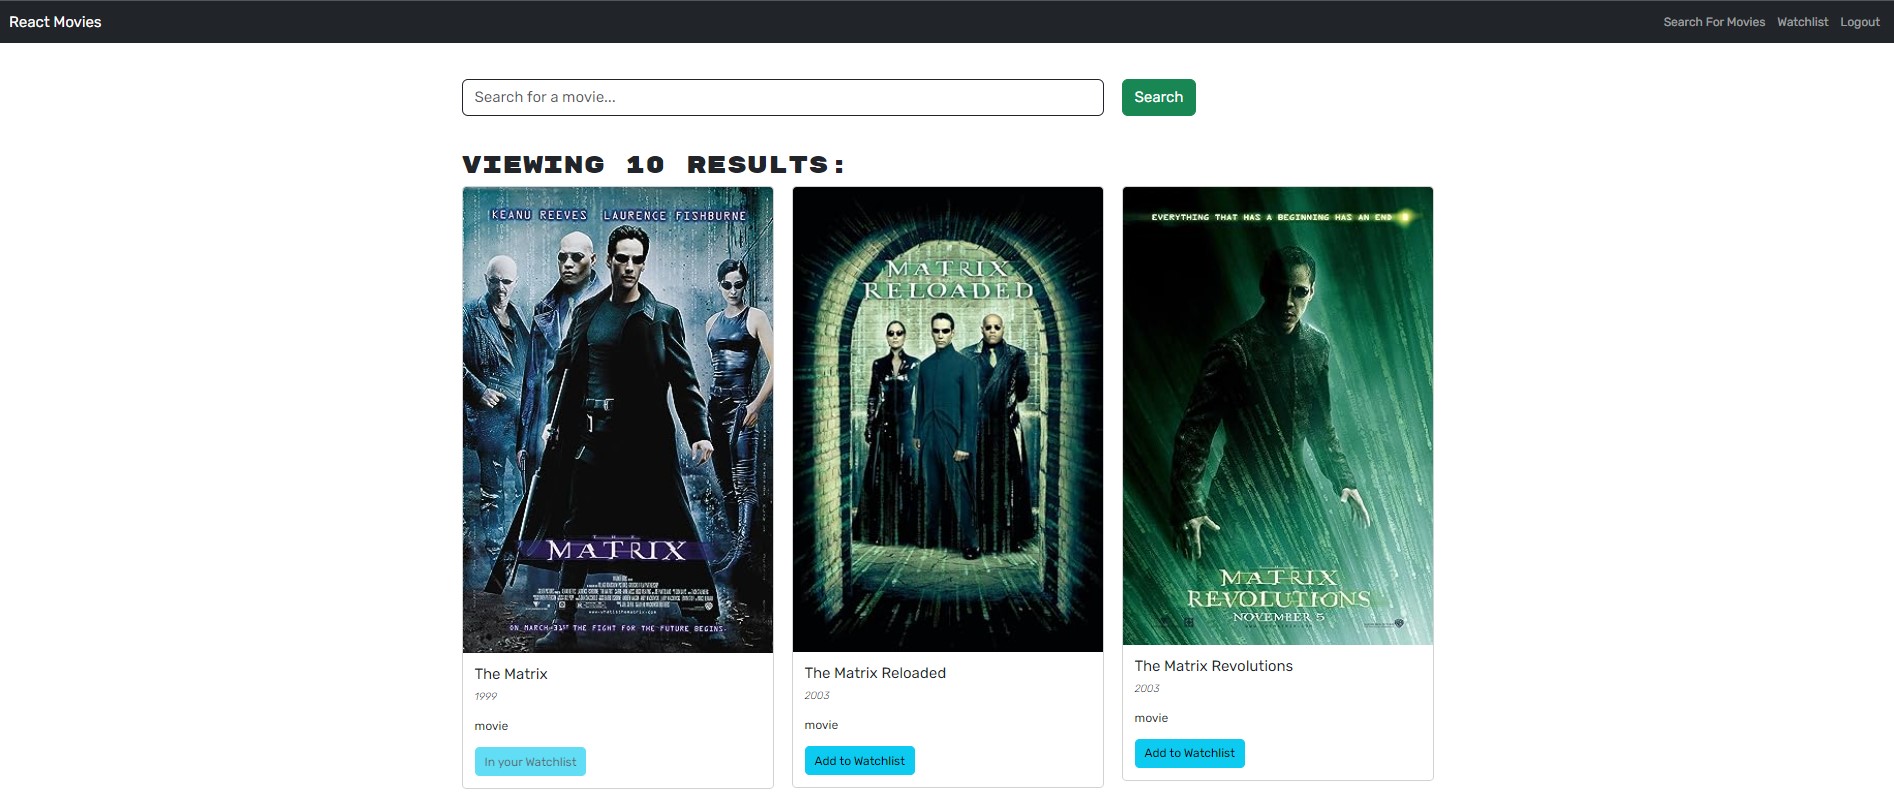 React Movies
Search For Movies Watchlist Logout
Search for a movie...
Search
VIEWING 10 RESULTS:
KEANU REEVES LAURENCE FISHBURNE
THE
MATRIX
ON MARCH 31ST THE FIGHT FOR THE FUTURE BEGINS.
The Matrix
1999
movie
In your Watchlist
MATRIX
RELOADED
The Matrix Reloaded
2003
movie
Add to Watchlist
EVERYTHING THAT HAS A BEGINNING HAS AN END
MATRIX
REVOLUTIONS
NOVEMBER 5
The Matrix Revolutions
2003
movie
Add to Watchlist